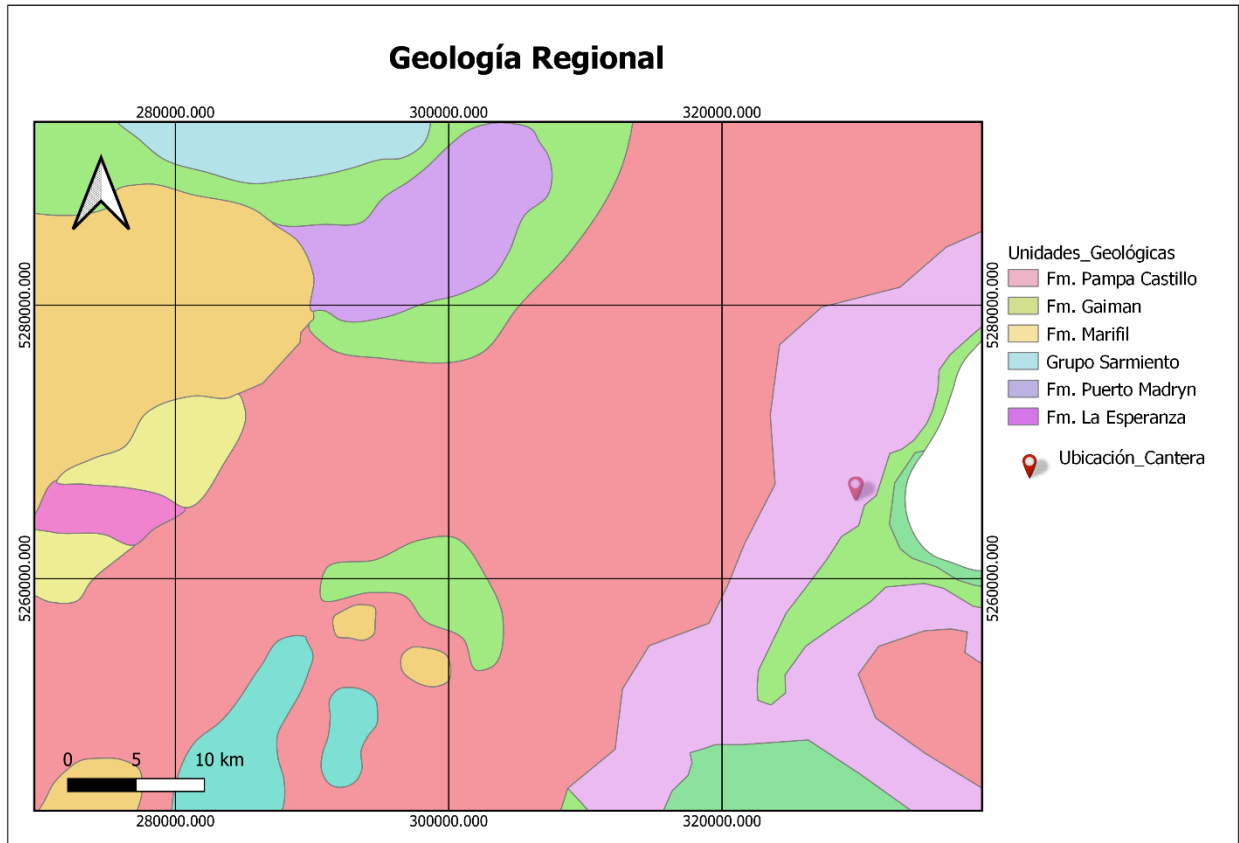 Geología Regional
280000.000 300000.000 320000.000
5280000.000 5280000.000
5260000.000 5260000.000
Unidades_Geológicas
Fm. Pampa Castillo
Fm. Gaiman
Fm. Marifil
Grupo Sarmiento
Fm. Puerto Madryn
Fm. La Esperanza
Ubicación_Cantera
0 5 10 km
280000.000 300000.000 320000.000